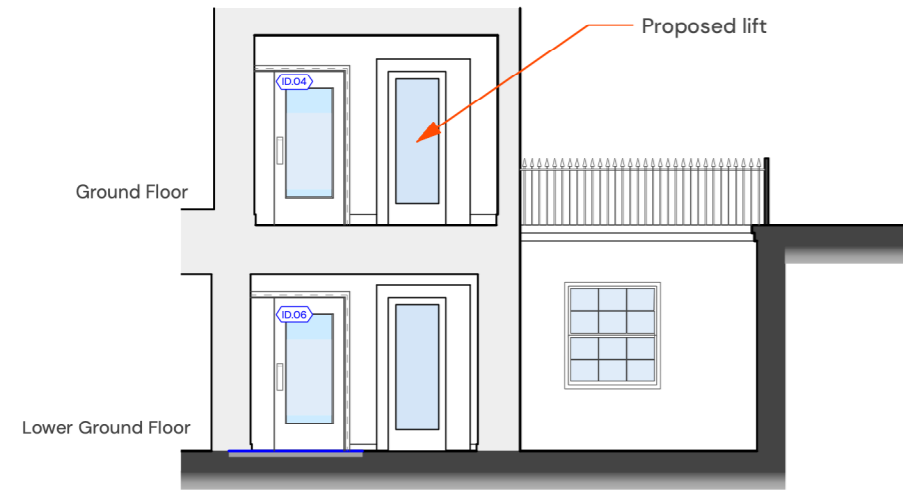 Proposed lift
ID.04
Ground Floor
ID.06
Lower Ground Floor